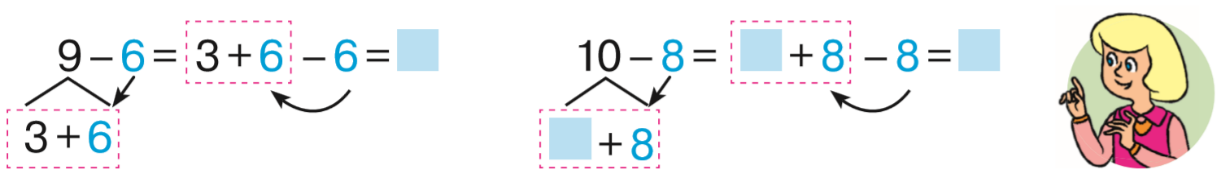 9 – 6 = 3 + 6 – 6 =
3 + 6
10 – 8 = + 8 – 8 =
+ 8